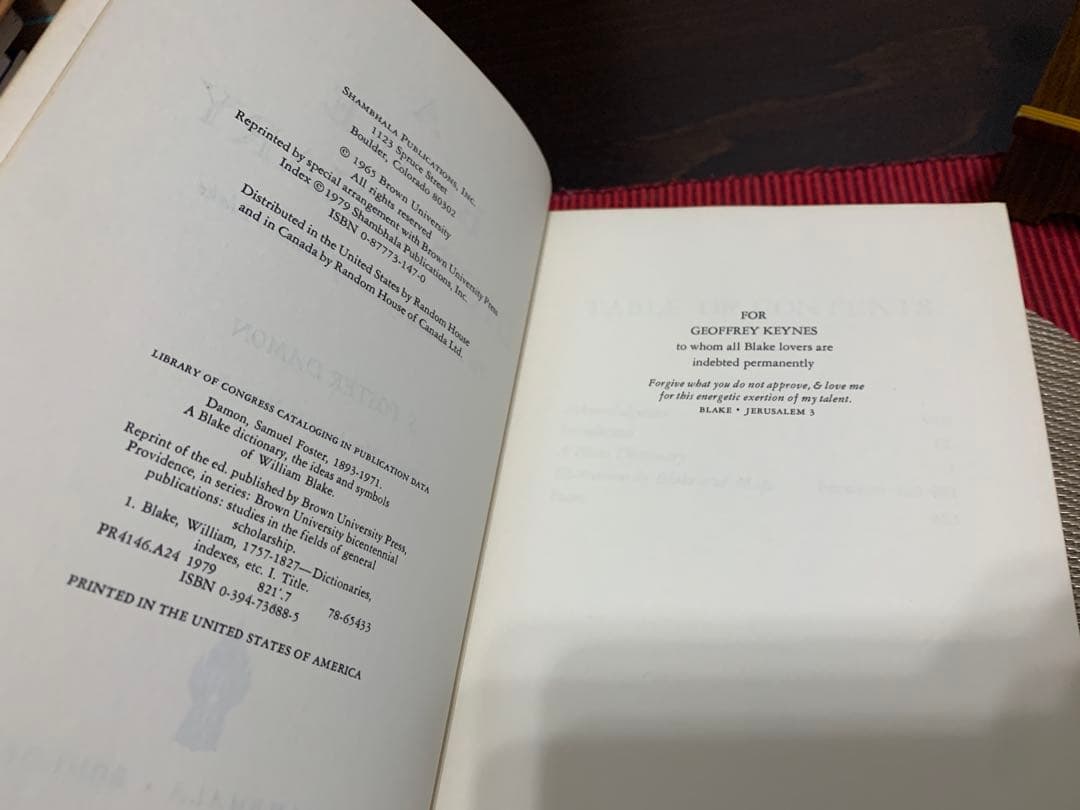 SHAMBHALA PUBLICATIONS, INC.
1123 Spruce Street
Boulder, Colorado 80302
© 1965 Brown University
All rights reserved
Reprinted by special arrangement with Brown University Press
Index © 1979 Shambhala Publications, Inc.
ISBN 0-87773-147-0
Distributed in the United States by Random House
and in Canada by Random House of Canada Ltd.
LIBRARY OF CONGRESS CATALOGING IN PUBLICATION DATA
Damon, Samuel Foster, 1893-1971.
A Blake dictionary, the ideas and symbols
of William Blake.
Reprint of the ed. published by Brown University Press,
Providence, in series: Brown University bicentennial
publications: studies in the fields of general
scholarship.
1. Blake, William, 1757-1827—Dictionaries,
indexes, etc. I. Title.
PR4146.A24 1979 821'.7 78-65433
ISBN 0-394-73688-5
PRINTED IN THE UNITED STATES OF AMERICA
FOR
GEOFFREY KEYNES
to whom all Blake lovers are
indebted permanently
Forgive what you do not approve, & love me
for this energetic exertion of my talent.
BLAKE • JERUSALEM 3